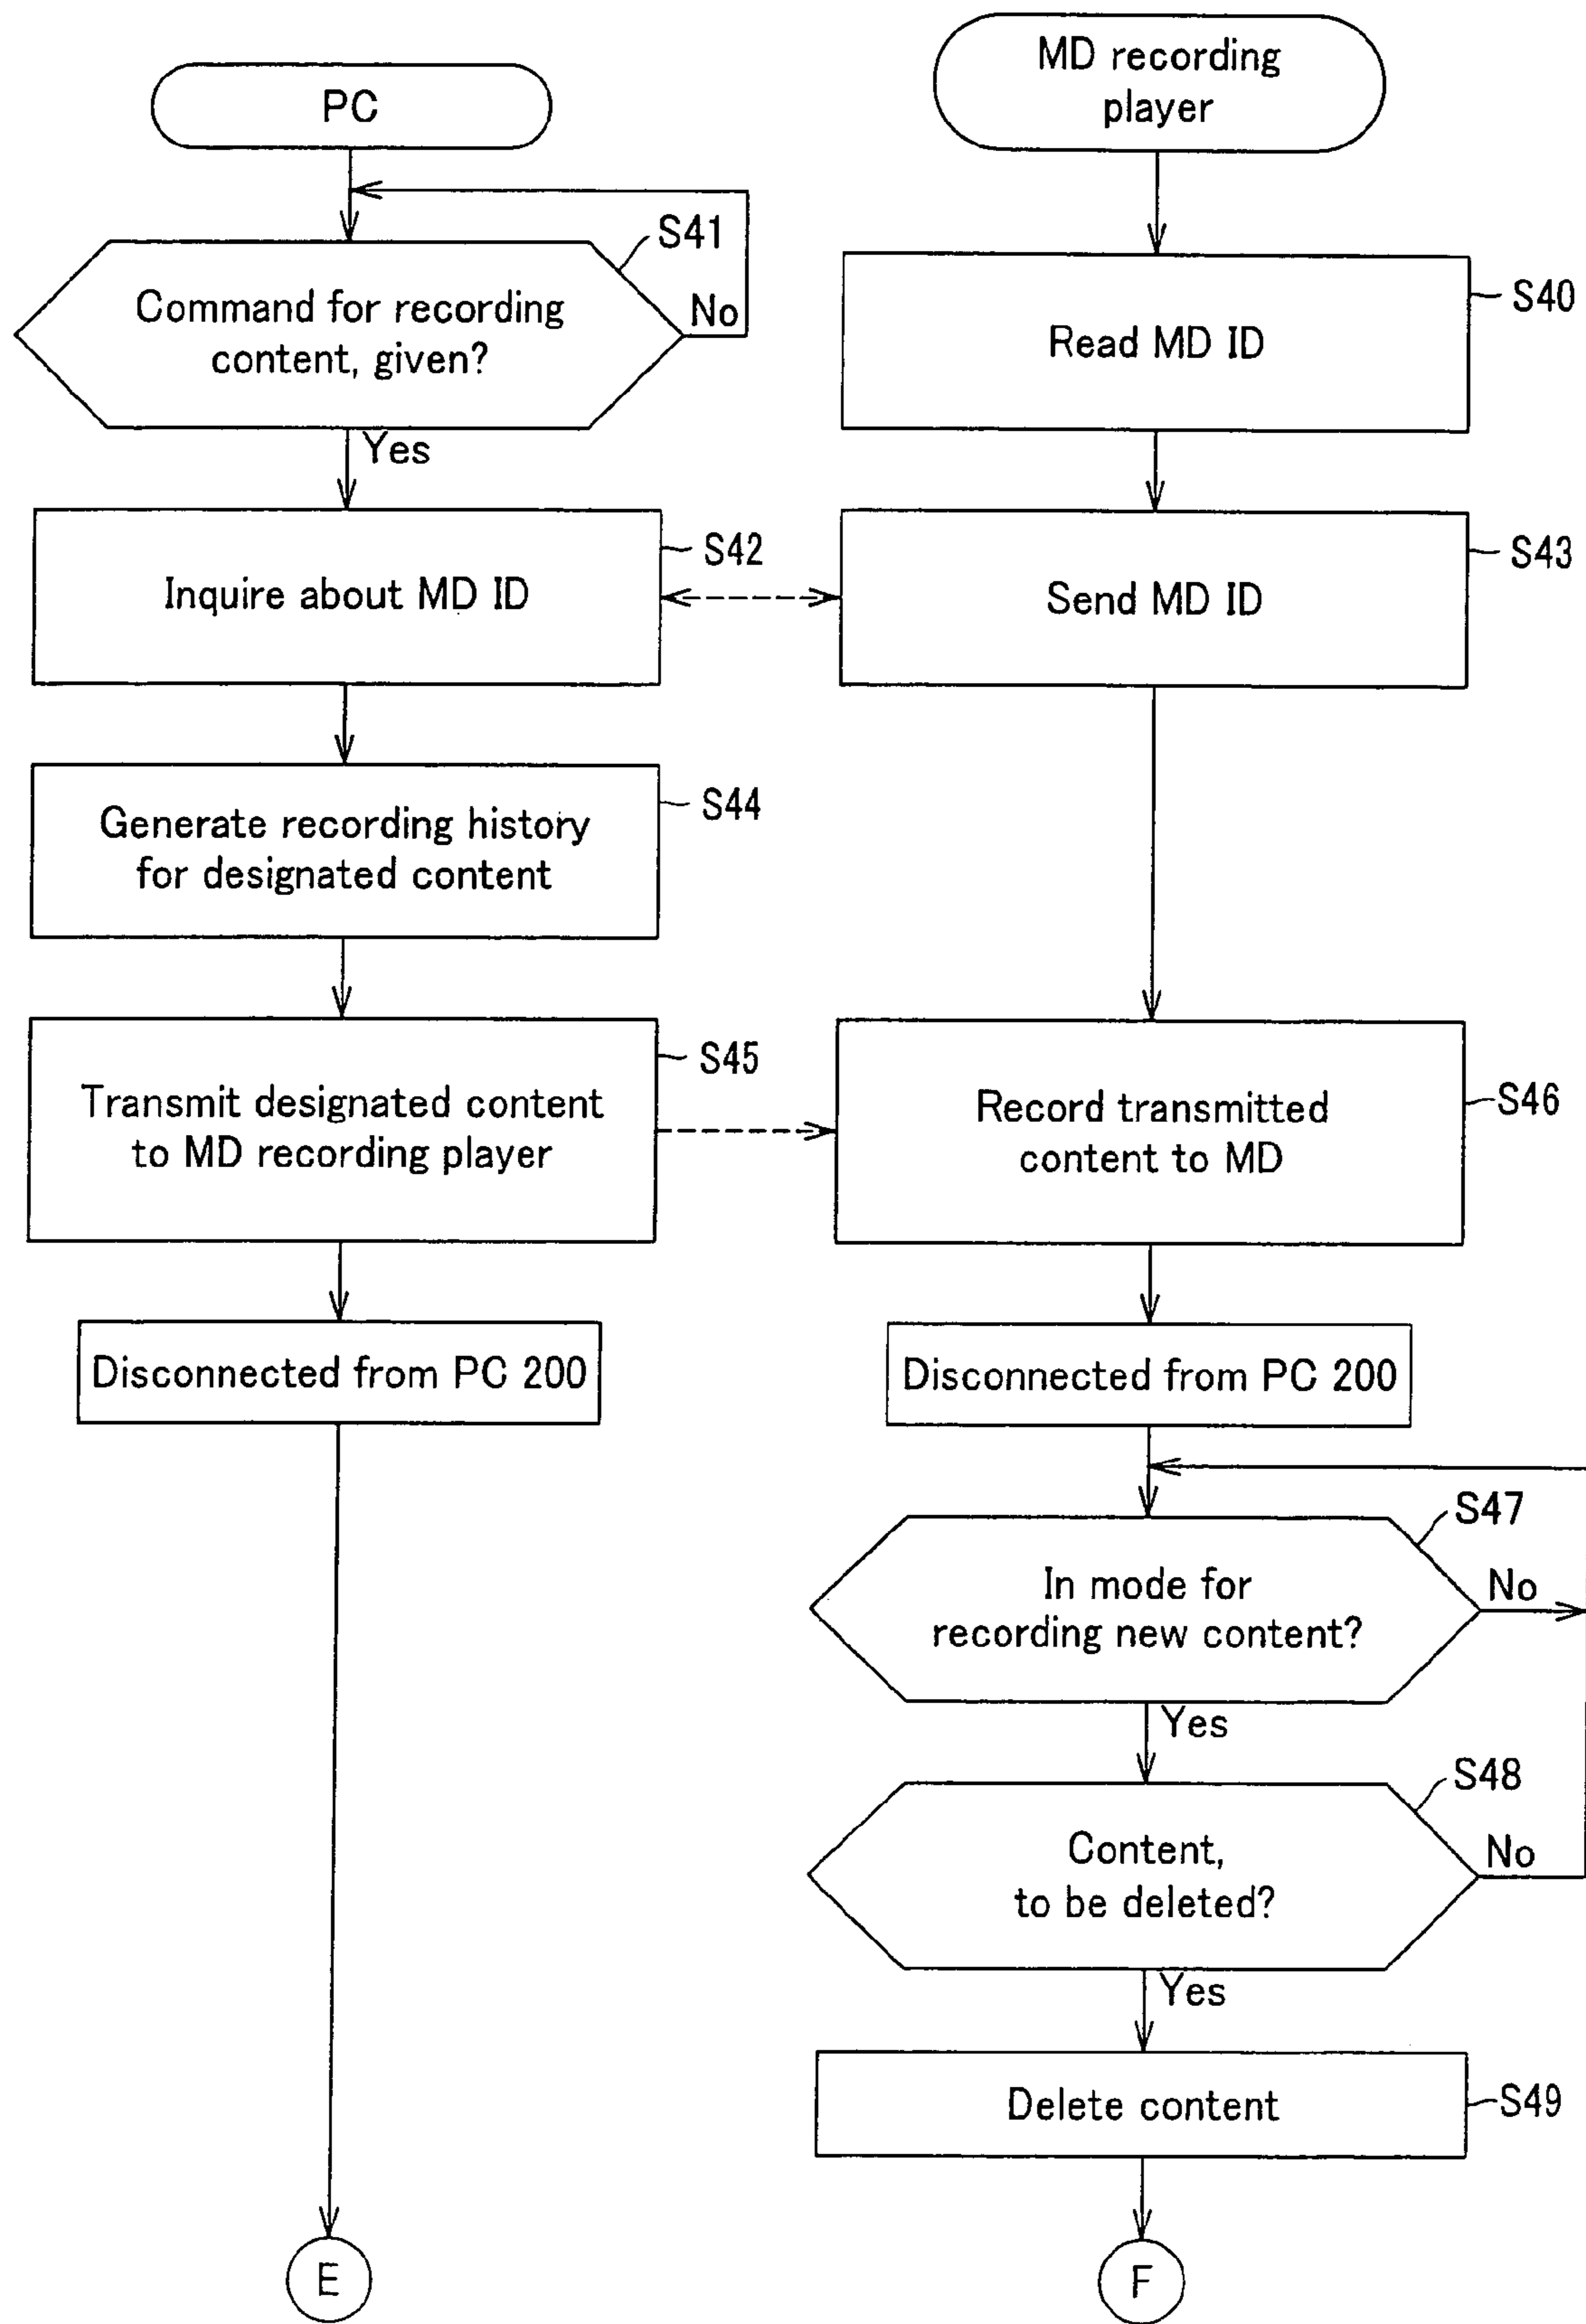 PC
MD recording
player
S41
Command for recording
content, given?
No
Yes
S40
Read MD ID
S42
Inquire about MD ID
S43
Send MD ID
S44
Generate recording history
for designated content
S45
Transmit designated content
to MD recording player
S46
Record transmitted
content to MD
Disconnected from PC 200
Disconnected from PC 200
S47
In mode for
recording new content?
No
Yes
S48
Content,
to be deleted?
No
Yes
Delete content
S49
E
F